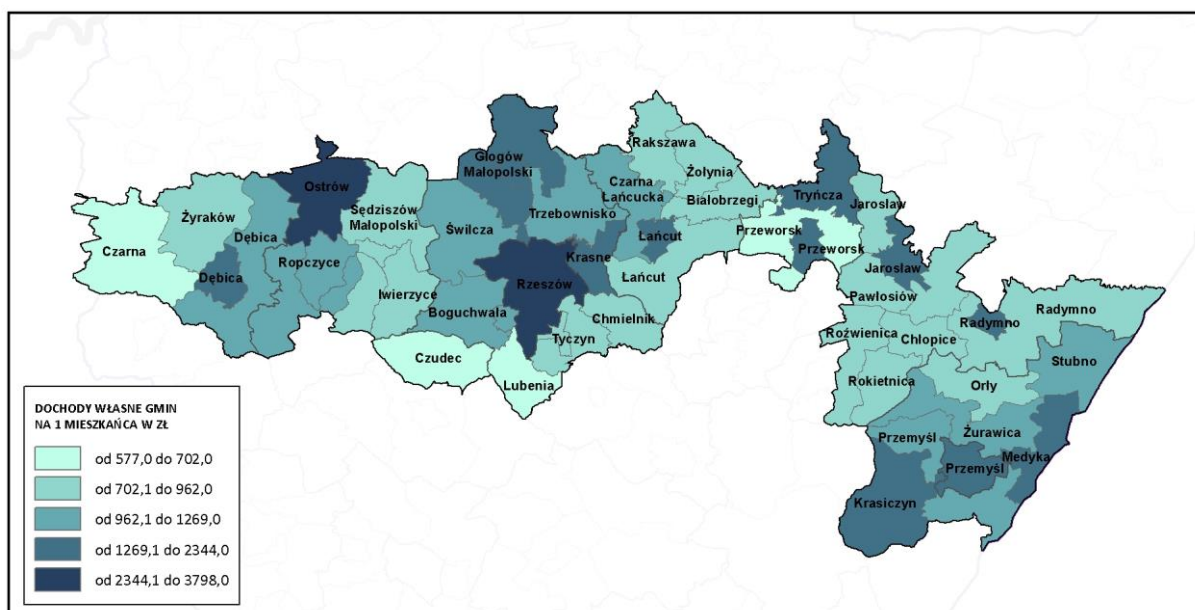 Rakszawa
Głogów
Małopolski
Żołynia
Czarna
Łańcucka
Ostrów
Tryńcza
Białobrzegi
Jarosław
Żyraków
Sędziszów
Małopolski
Trzebownisko
Świlcza
Dębica
Łańcut
Przeworsk
Czarna
Przeworsk
Krasne
Ropczyce
Jarosław
Dębica
Łańcut
Rzeszów
Iwierzyce
Pawłosiów
Boguchwała
Radymno
Radymno
Chmielnik
Roźwienica
Chłopice
Tyczyn
Stubno
Czudec
Rokietnica
Orły
Lubenia
Przemyśl
Żurawica
Medyka
Przemyśl
Krasiczyn
DOCHODY WŁASNE GMIN
NA 1 MIESZKAŃCA W ZŁ
od 577,0 do 702,0
od 702,1 do 962,0
od 962,1 do 1269,0
od 1269,1 do 2344,0
od 2344,1 do 3798,0